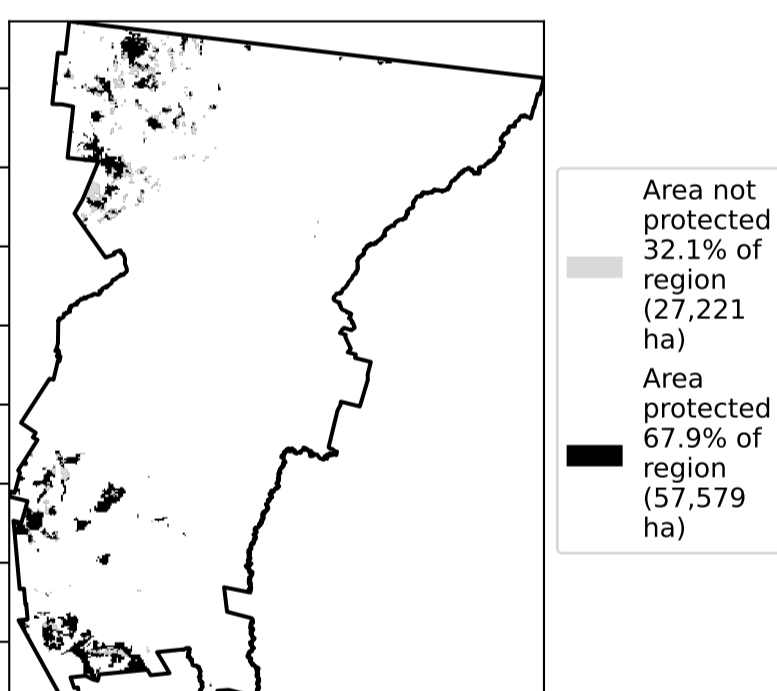 Area not
protected
32.1% of
region
(27,221
ha)
Area
protected
67.9% of
region
(57,579
ha)